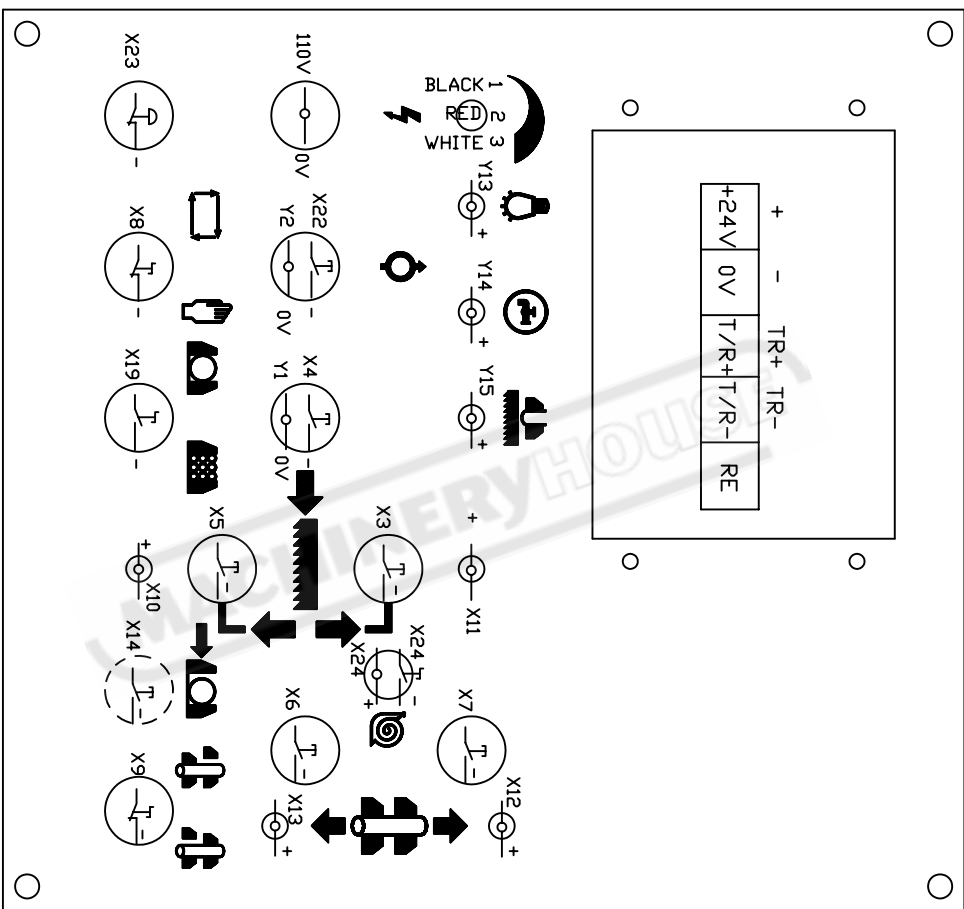 X23
-
110V
0V
BLACK 1
RED 2
WHITE 3
X8
-
Y2
0V
X22
-
Y13
+
Y14
+
X19
-
Y1
0V
X4
-
Y15
+
+24V
0V
T/R+
T/R-
RE
+
-
TR+
TR-
X5
-
X3
-
+
X10
+
X11
X14
-
X24
+
X24
-
X6
-
X7
-
X9
-
X13
+
X12
+
MACHINERYHOUSE